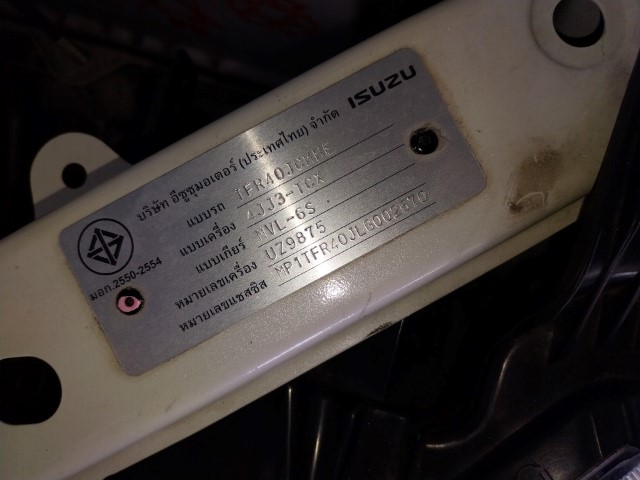 ISUZU
บริษัท อีซูซุมอเตอร์ (ประเทศไทย) จำกัด
แบบรถ
แบบเครื่อง 4JJ3-TCX
แบบเกียร์ MVL-6S
หมายเลขเครื่อง UZ9875
หมายเลขแชสซิส
มอก.2550-2554